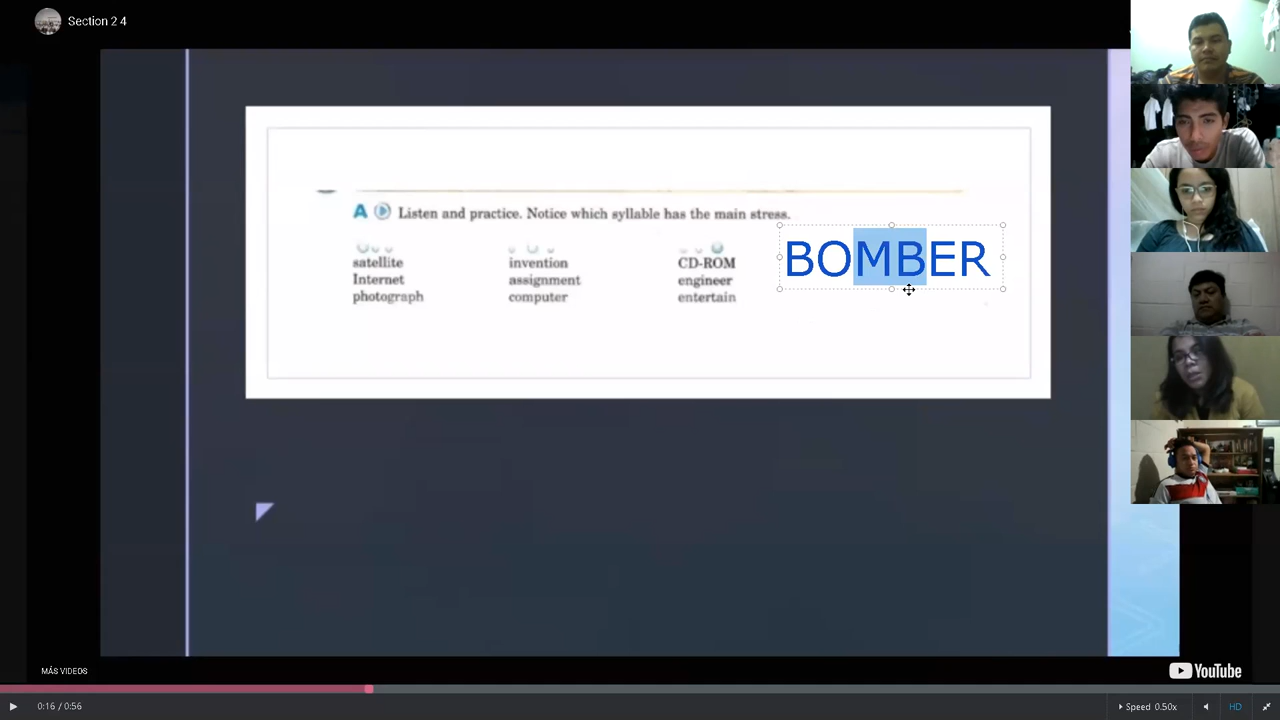 Section 2 4
A Listen and practice. Notice which syllable has the main stress.
satellite invention CD-ROM
Internet assignment engineer
photograph computer entertain
BOMBER
MÁS VIDEOS
YouTube
0:16 / 0:56
Speed 0.50x
HD